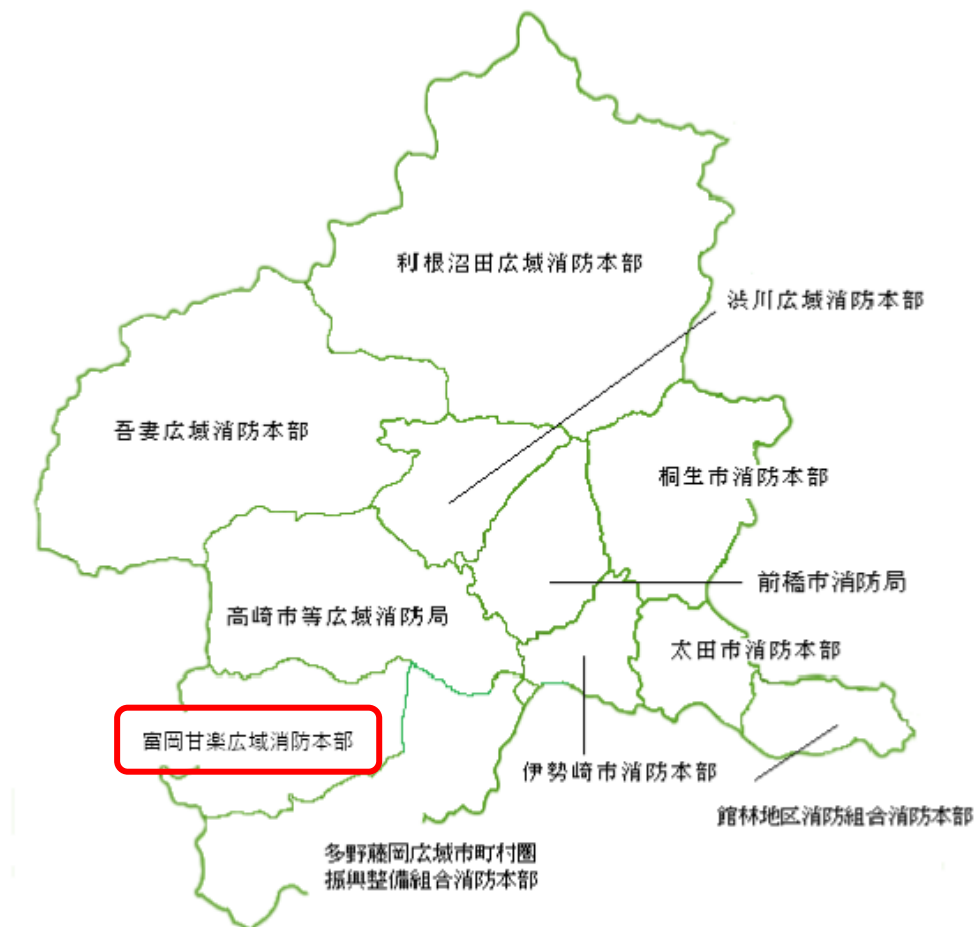 利根沼田広域消防本部
渋川広域消防本部
吾妻広域消防本部
桐生市消防本部
前橋市消防局
高崎市等広域消防局
太田市消防本部
富岡甘楽広域消防本部
伊勢崎市消防本部
館林地区消防組合消防本部
多野藤岡広域市町村圏
振興整備組合消防本部